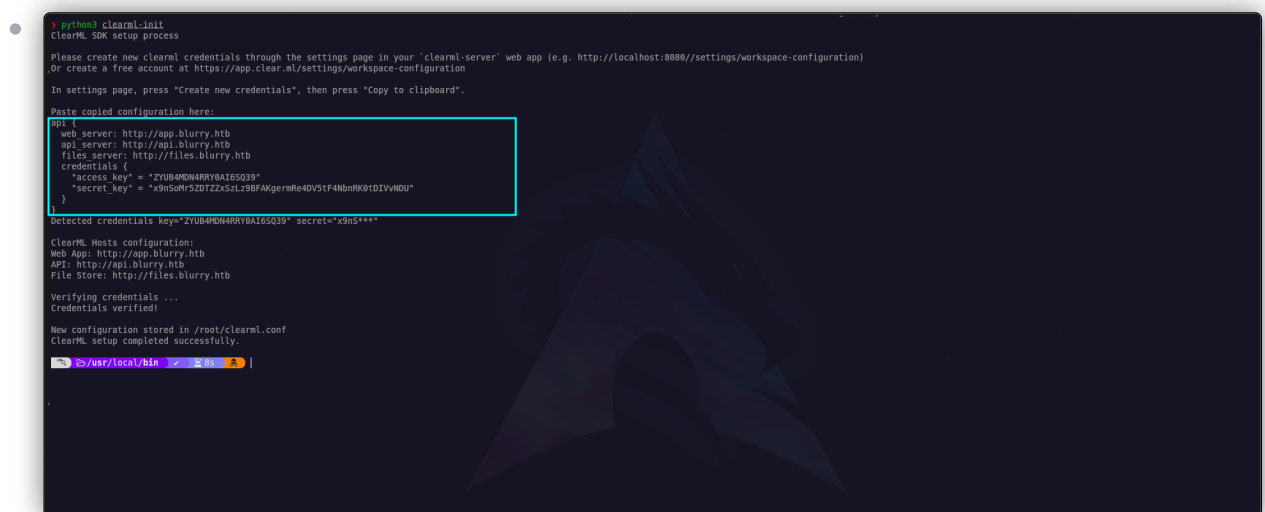 ❯ python3 clearml-init
ClearML SDK setup process
Please create new clearml credentials through the settings page in your `clearml-server` web app (e.g. http://localhost:8080//settings/workspace-configuration)
Or create a free account at https://app.clear.ml/settings/workspace-configuration
In settings page, press "Create new credentials", then press "Copy to clipboard".
Paste copied configuration here:
api {
  web_server: http://app.blurry.htb
  api_server: http://api.blurry.htb
  files_server: http://files.blurry.htb
  credentials {
    "access_key" = "ZYUB4MDN4RRY0AI6SQ39"
    "secret_key" = "x9nSoMr5ZDTZZxSzLz9BFAKgermRe4DV5tF4NbnRK0tDIVvNDU"
  }
}
Detected credentials key="ZYUB4MDN4RRY0AI6SQ39" secret="x9nS***"
ClearML Hosts configuration:
Web App: http://app.blurry.htb
API: http://api.blurry.htb
File Store: http://files.blurry.htb
Verifying credentials ...
Credentials verified!
New configuration stored in /root/clearml.conf
ClearML setup completed successfully.
/usr/local/bin ✔ 8s